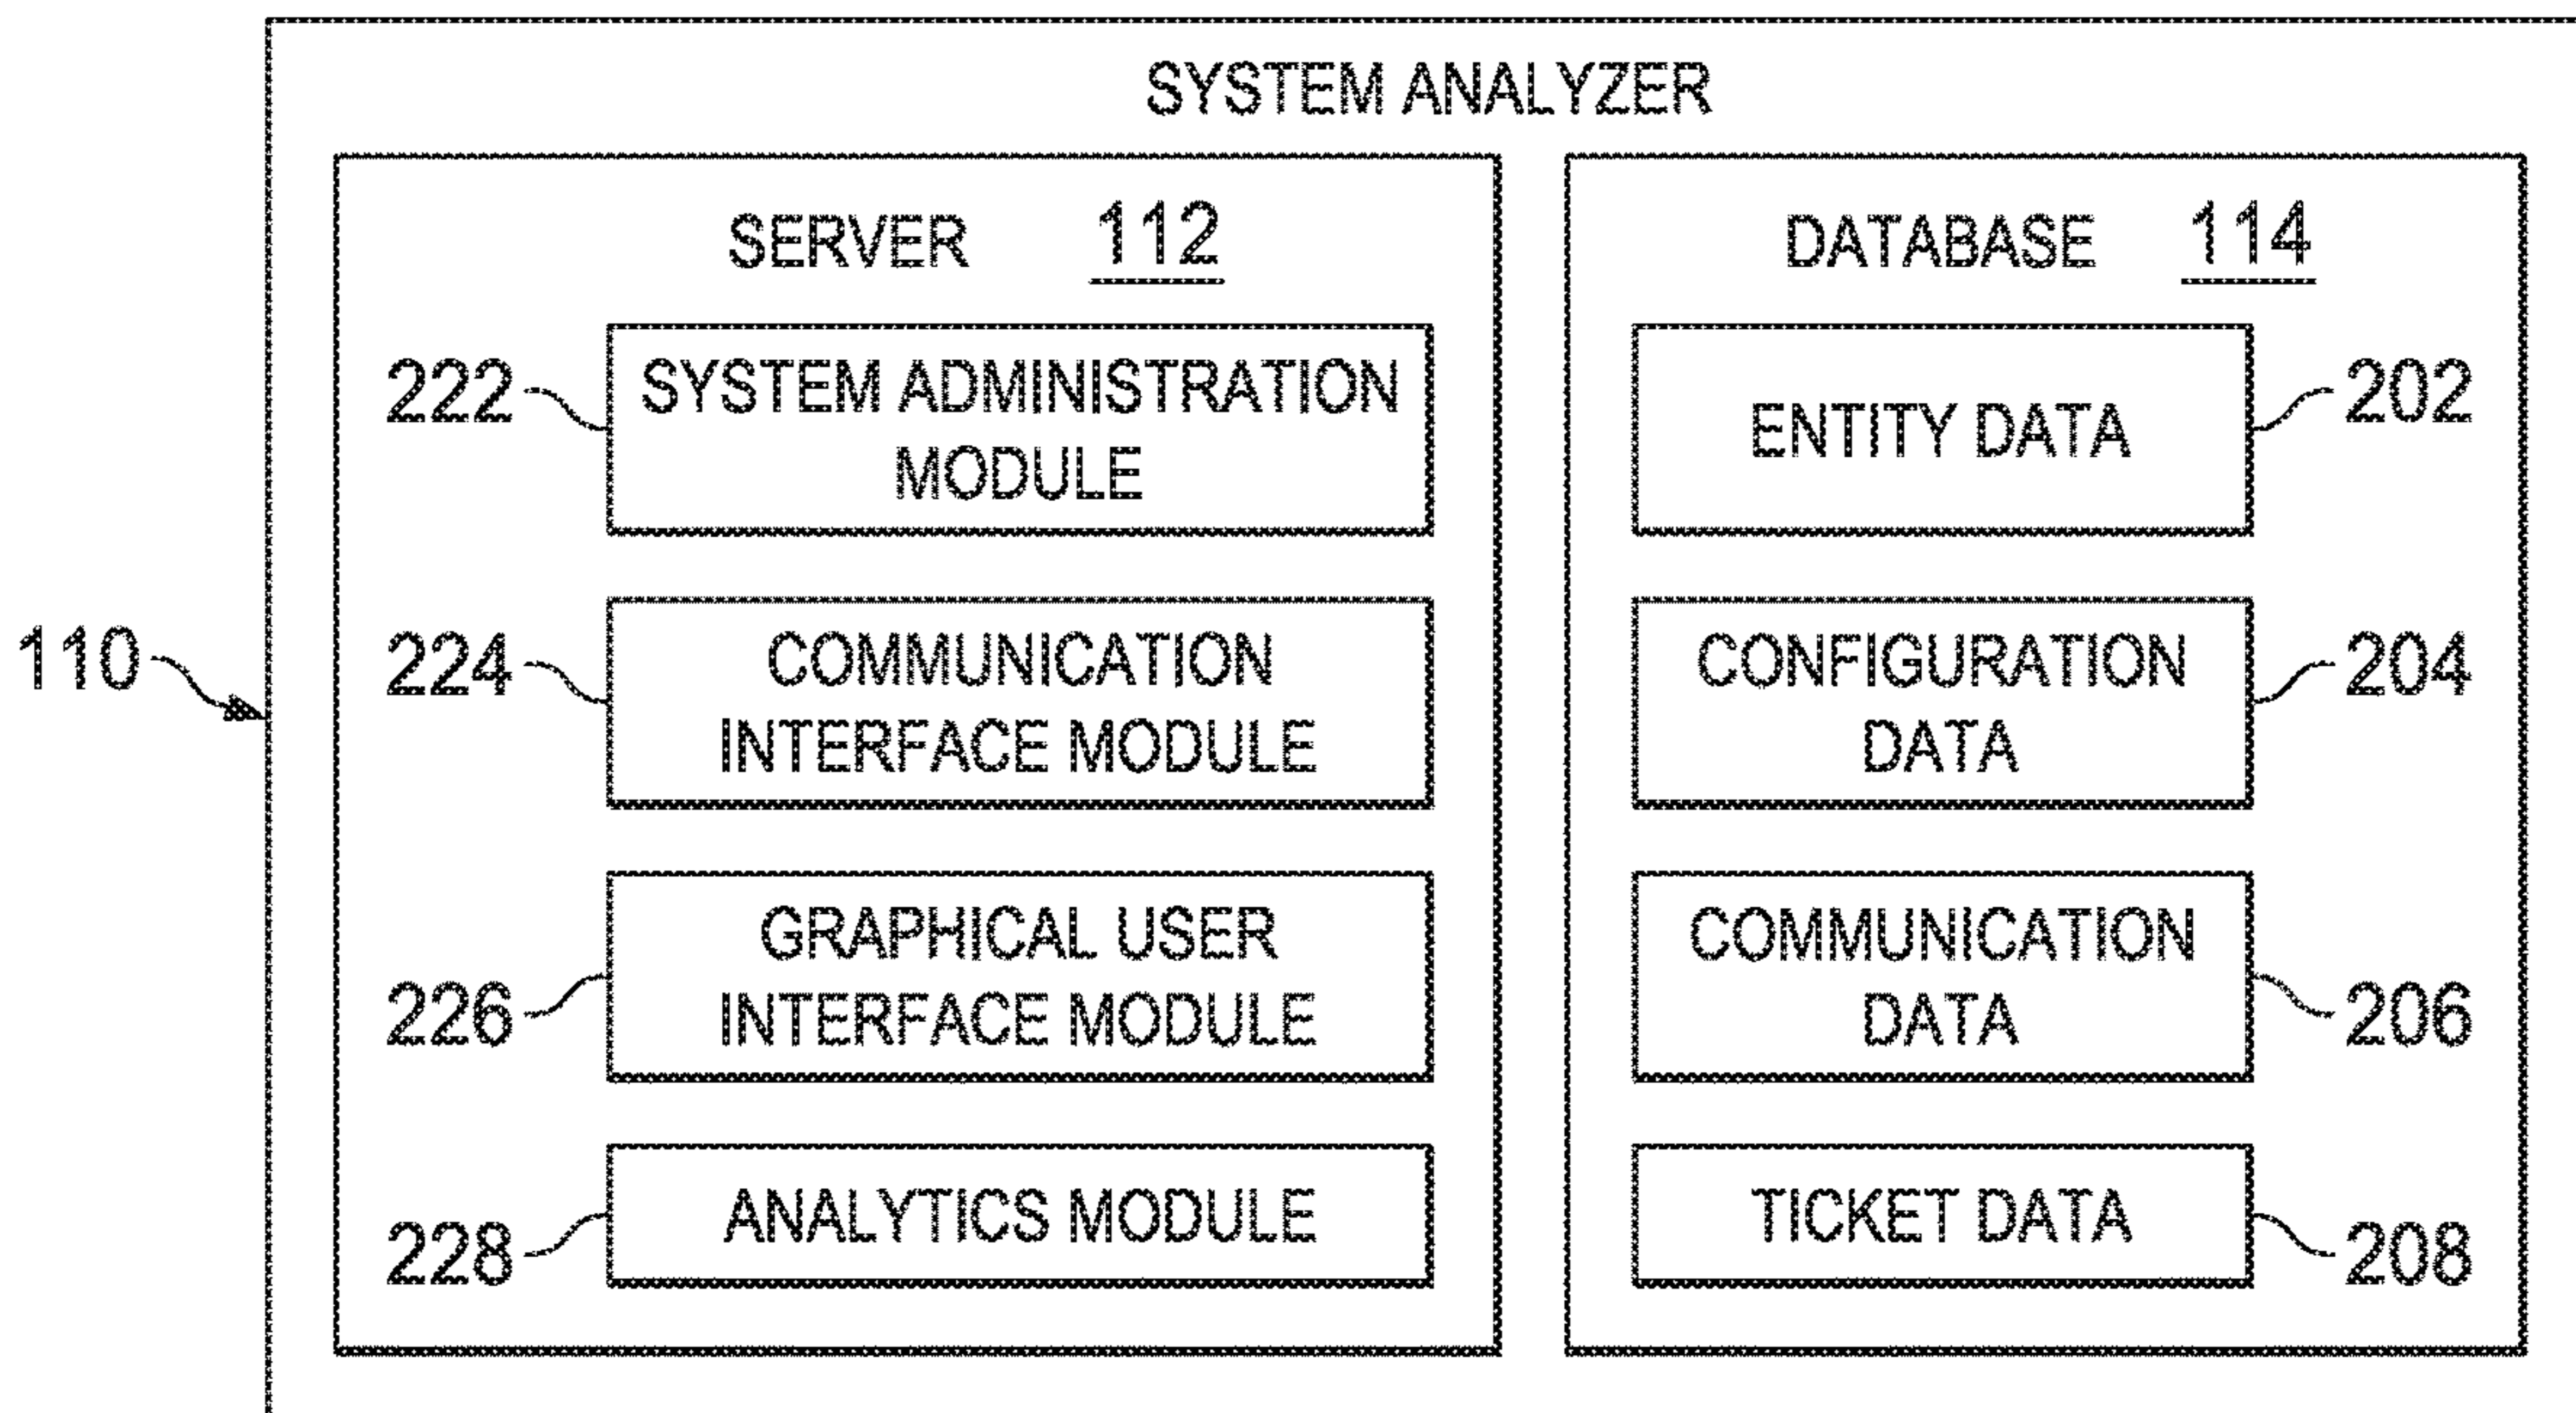 SYSTEM ANALYZER
SERVER 112
222
SYSTEM ADMINISTRATION
MODULE
110
224
COMMUNICATION
INTERFACE MODULE
226
GRAPHICAL USER
INTERFACE MODULE
228
ANALYTICS MODULE
DATABASE 114
ENTITY DATA
202
CONFIGURATION
DATA
204
COMMUNICATION
DATA
206
TICKET DATA
208